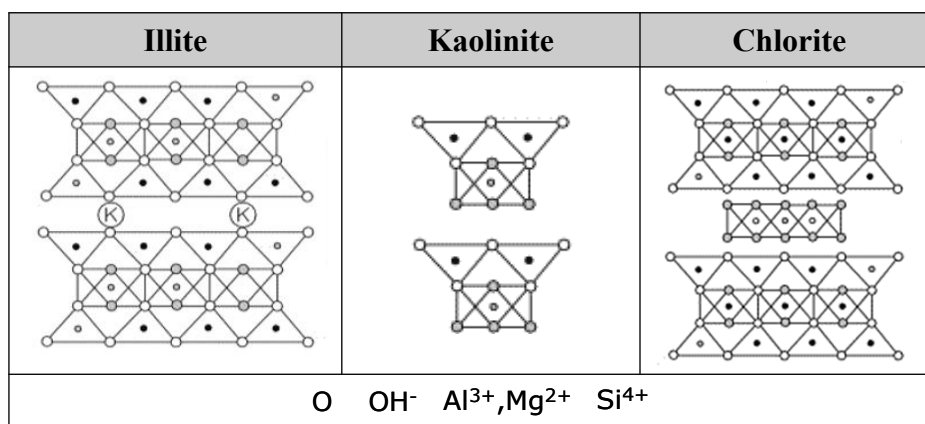 Illite Kaolinite Chlorite
K K
O OH⁻ Al³⁺,Mg²⁺ Si⁴⁺